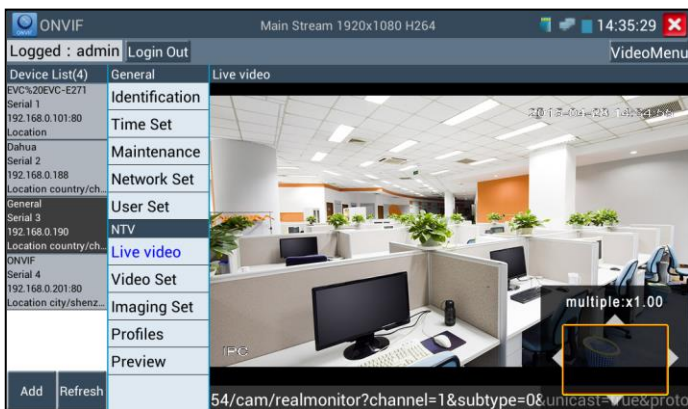 ONVIF
Main Stream 1920x1080 H264
14:35:29
Logged : admin
Login Out
VideoMenu
Device List(4)
EVC%20EVC-E271
Serial 1
192.168.0.101:80
Location
Dahua
Serial 2
192.168.0.188
Location country/ch...
General
Serial 3
192.168.0.190
Location country/ch...
ONVIF
Serial 4
192.168.0.201:80
Location city/shenz...
Add
Refresh
General
Identification
Time Set
Maintenance
Network Set
User Set
NTV
Live video
Video Set
Imaging Set
Profiles
Preview
Live video
multiple:x1.00
IPC
54/cam/realmonitor?channel=1&subtype=0&unicast=true&proto